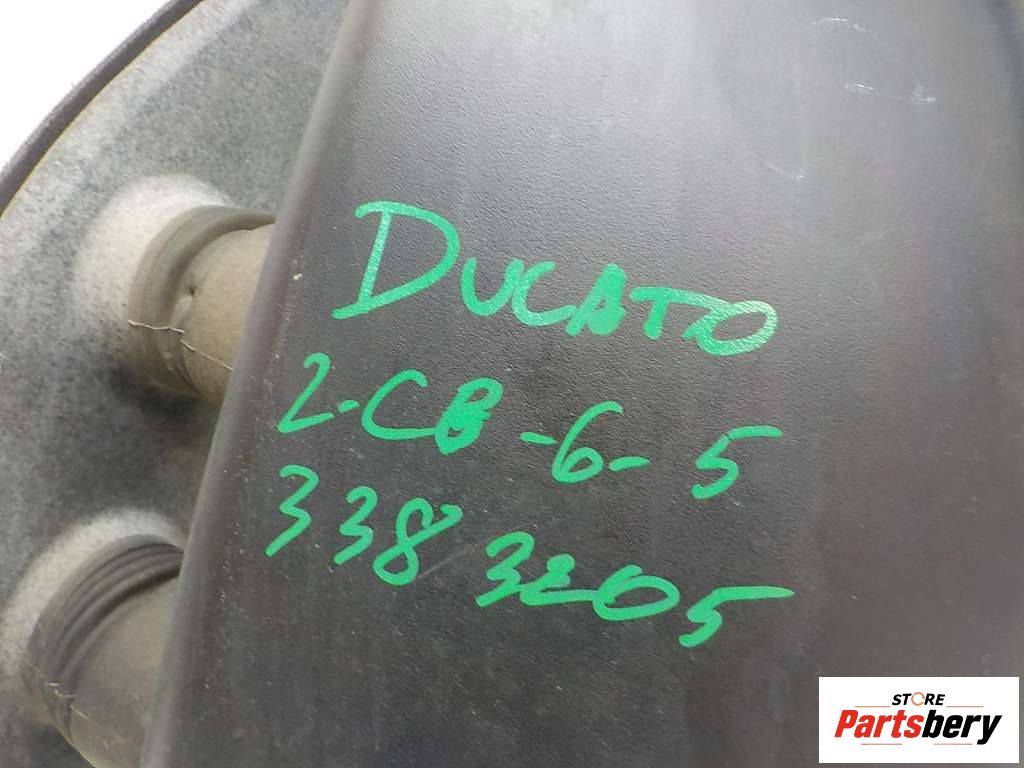 DUCATO
2-CB-6-5
338 3205
STORE
Partsbery